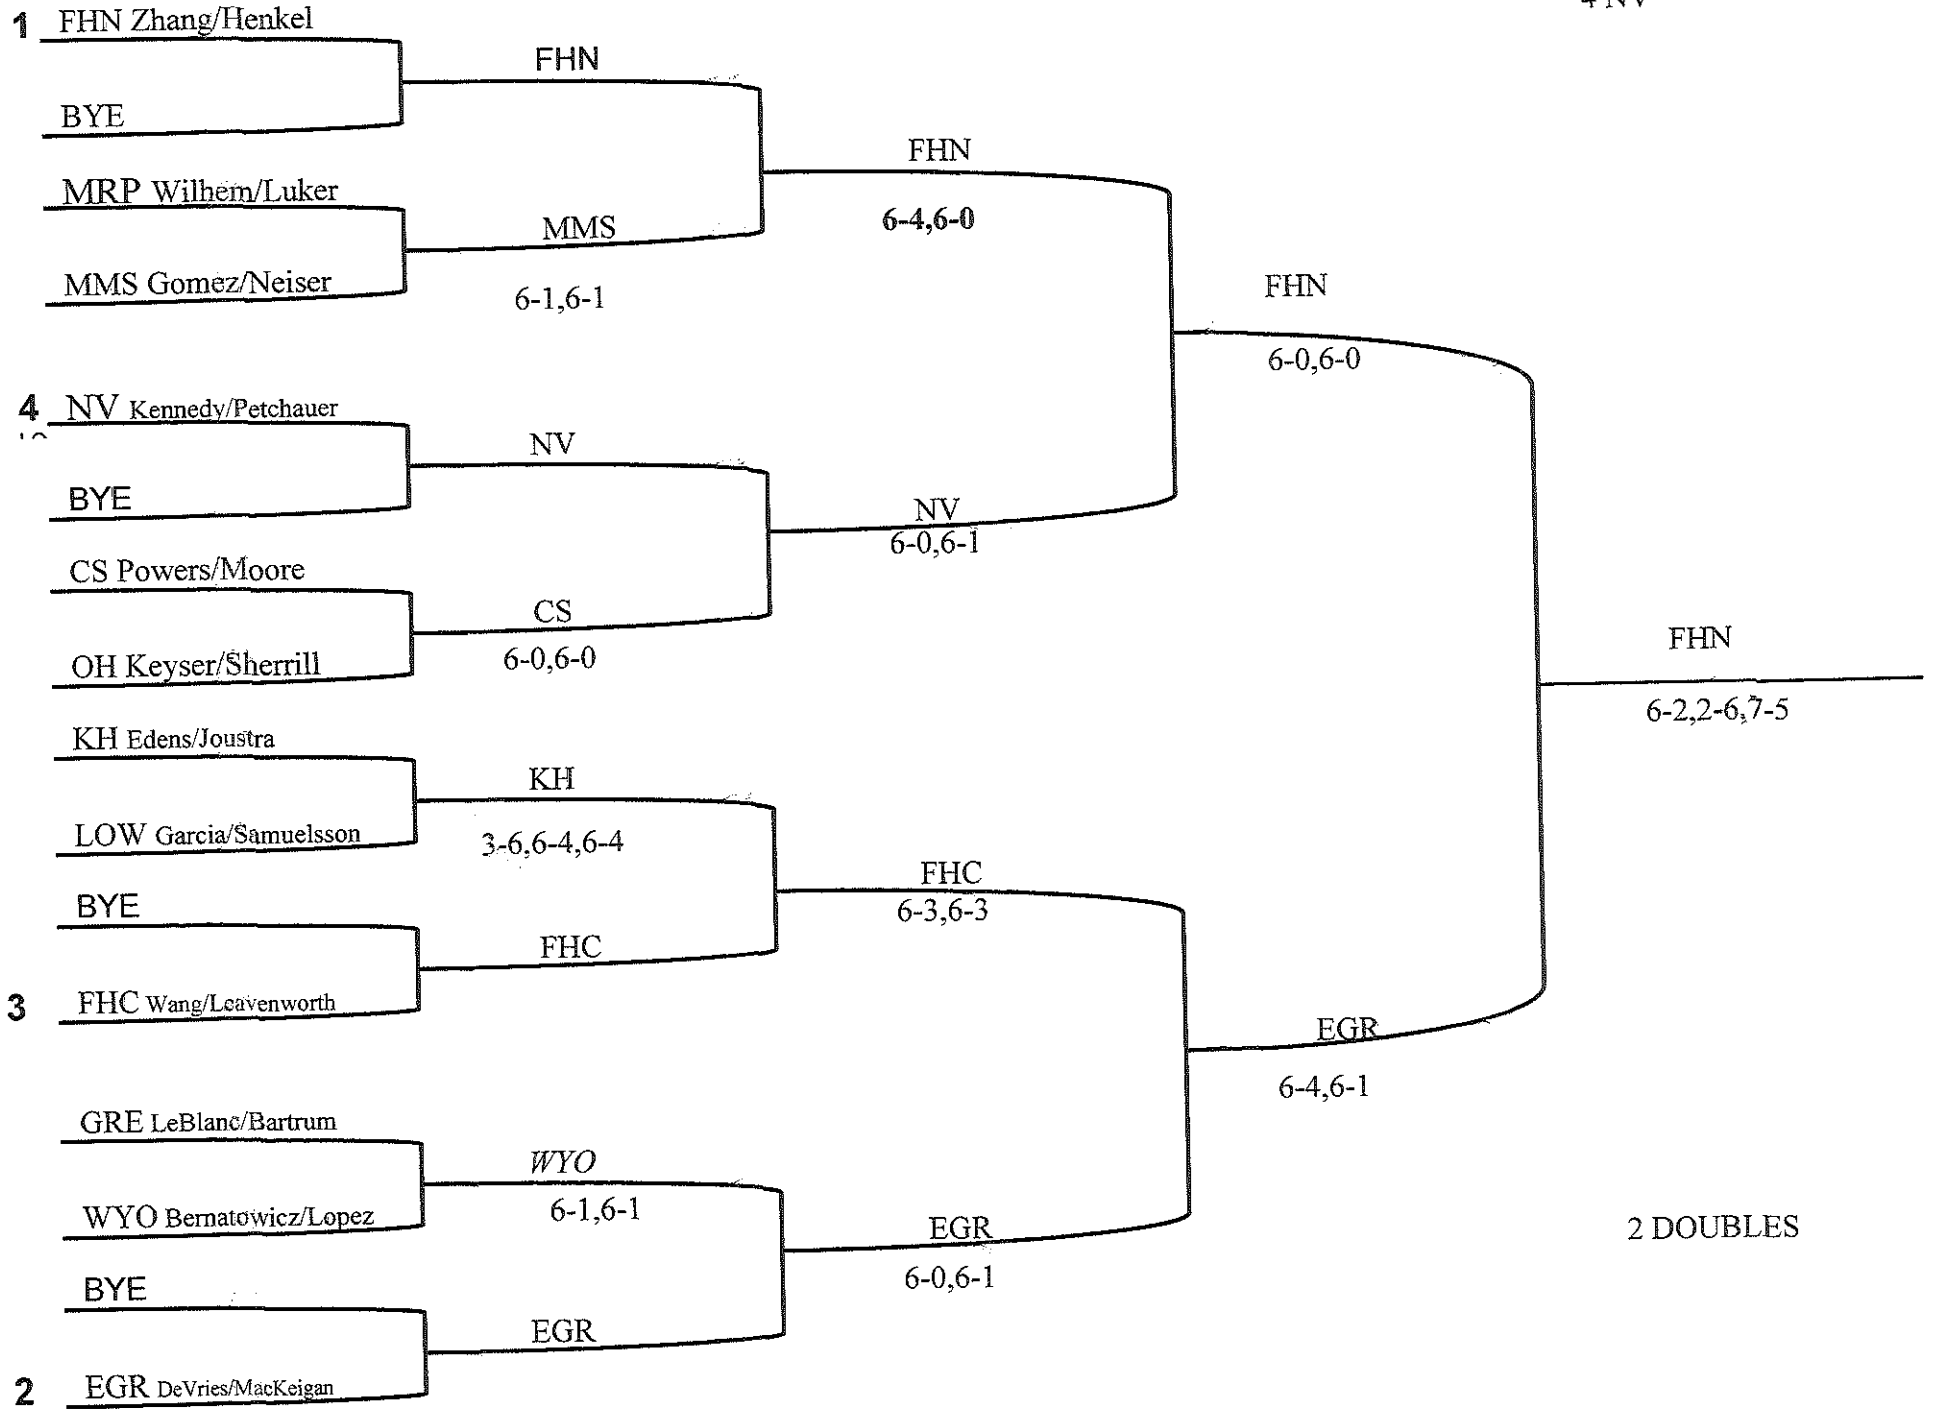 4 NV
1 FHN Zhang/Henkel
FHN
BYE
FHN
6-4,6-0
MRP Wilhem/Luker
MMS
MMS Gomez/Neiser
6-1,6-1
FHN
6-0,6-0
4 NV Kennedy/Petchauer
NV
BYE
NV
6-0,6-1
CS Powers/Moore
CS
OH Keyser/Sherrill
6-0,6-0
FHN
6-2,2-6,7-5
KH Edens/Joustra
KH
LOW Garcia/Samuelsson
3-6,6-4,6-4
FHC
6-3,6-3
BYE
FHC
3 FHC Wang/Leavenworth
EGR
6-4,6-1
GRE LeBlanc/Bartrum
WYO
WYO Bernatowicz/Lopez
6-1,6-1
EGR
6-0,6-1
2 DOUBLES
BYE
EGR
2 EGR DeVries/MacKeigan